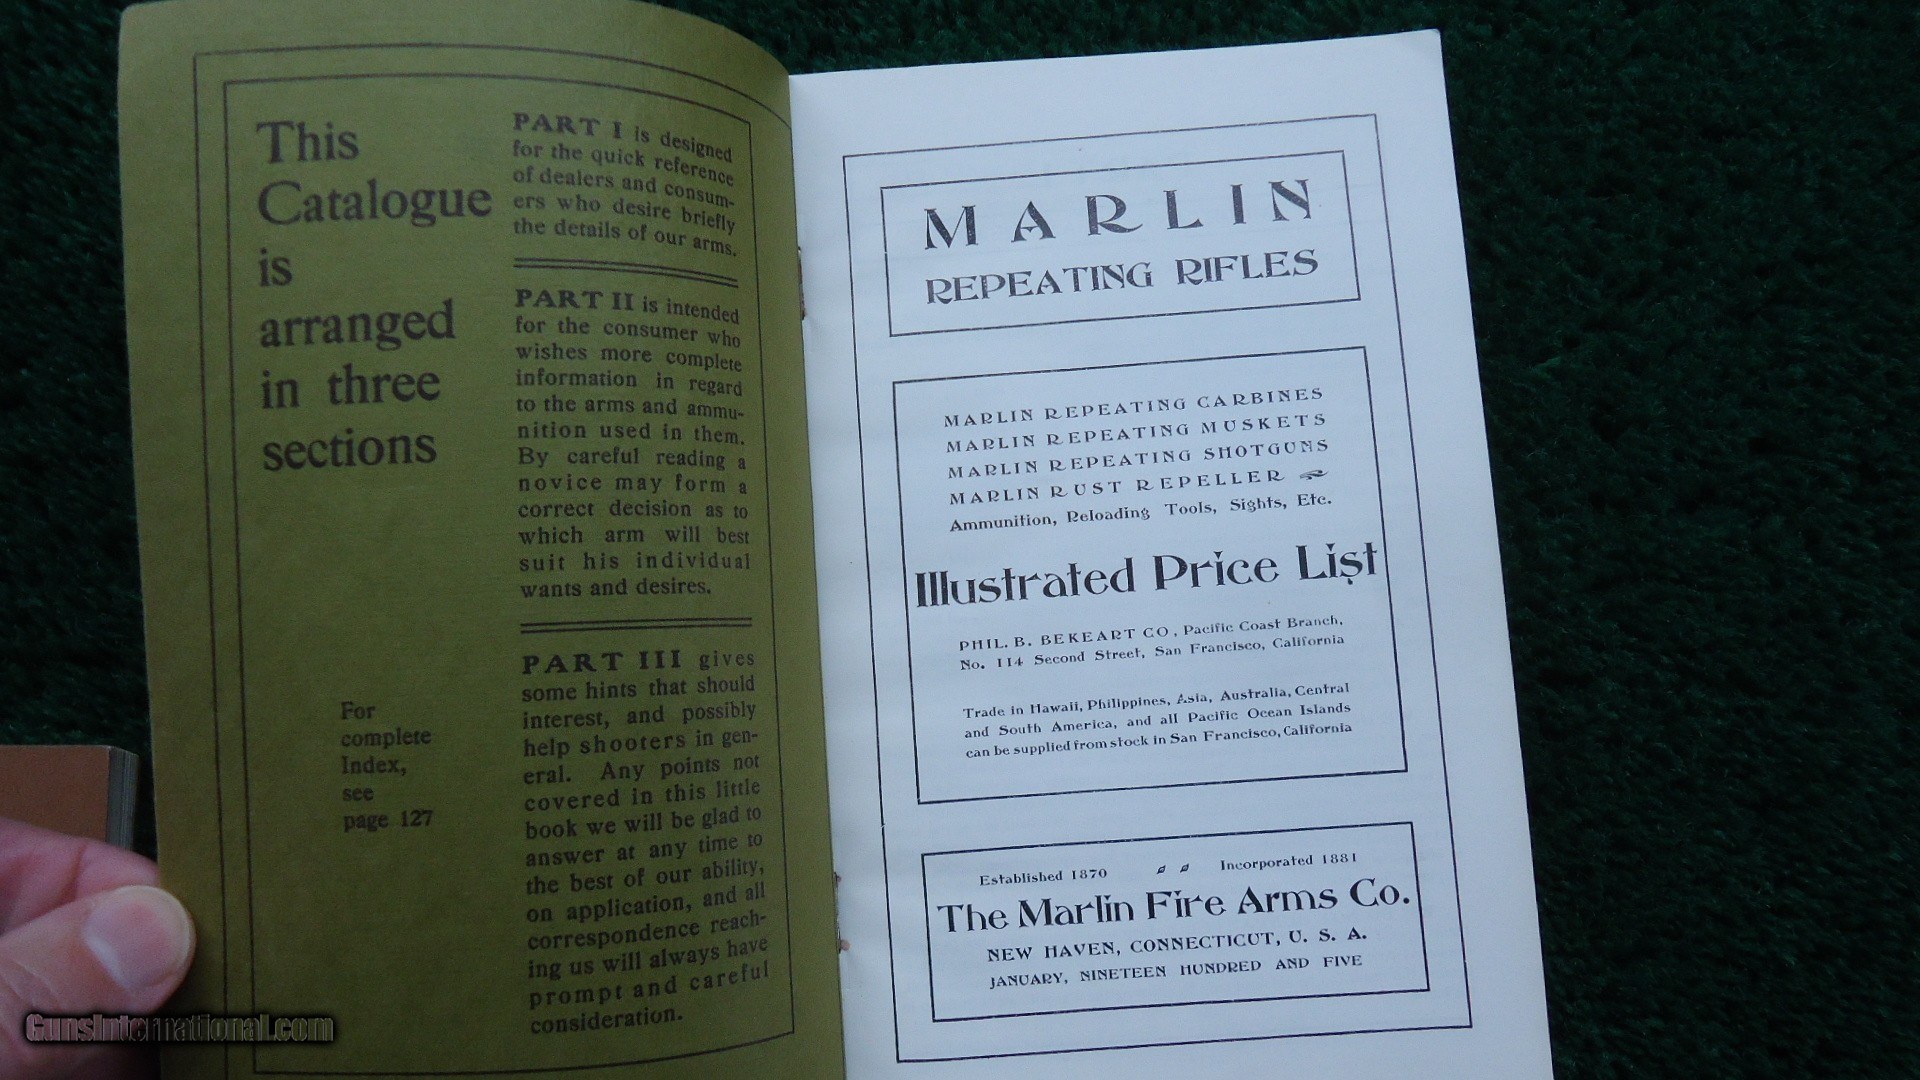 This
Catalogue
is
arranged
in three
sections
For
complete
Index,
see
page 127
PART I is designed
for the quick reference
of dealers and consum-
ers who desire briefly
the details of our arms.
PART II is intended
for the consumer who
wishes more complete
information in regard
to the arms and ammu-
nition used in them.
By careful reading a
novice may form a
correct decision as to
which arm will best
suit his individual
wants and desires.
PART III gives
some hints that should
interest, and possibly
help shooters in gen-
eral. Any points not
covered in this little
book we will be glad to
answer at any time to
the best of our ability,
on application, and all
correspondence reach-
ing us will always have
prompt and careful
consideration.
MARLIN
REPEATING RIFLES
MARLIN REPEATING CARBINES
MARLIN REPEATING MUSKETS
MARLIN REPEATING SHOTGUNS
MARLIN RUST REPELLER
Ammunition, Reloading Tools, Sights, Etc.
Illustrated Price List
PHIL. B. BEKEART CO., Pacific Coast Branch,
No. 114 Second Street, San Francisco, California
Trade in Hawaii, Philippines, Asia, Australia, Central
and South America, and all Pacific Ocean Islands
can be supplied from stock in San Francisco, California
Established 1870 Incorporated 1881
The Marlin Fire Arms Co.
NEW HAVEN, CONNECTICUT, U. S. A.
JANUARY, NINETEEN HUNDRED AND FIVE
GunsInternational.com